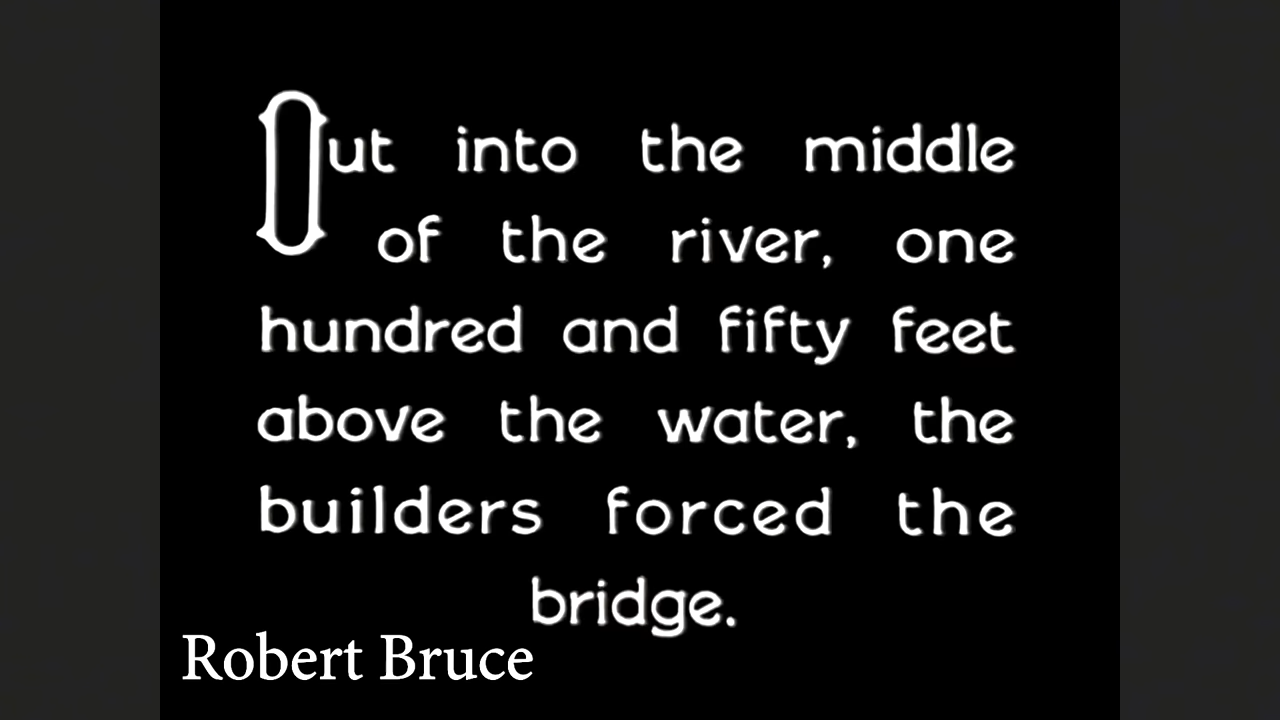 Out into the middle
of the river, one
hundred and fifty feet
above the water, the
builders forced the
bridge.
Robert Bruce